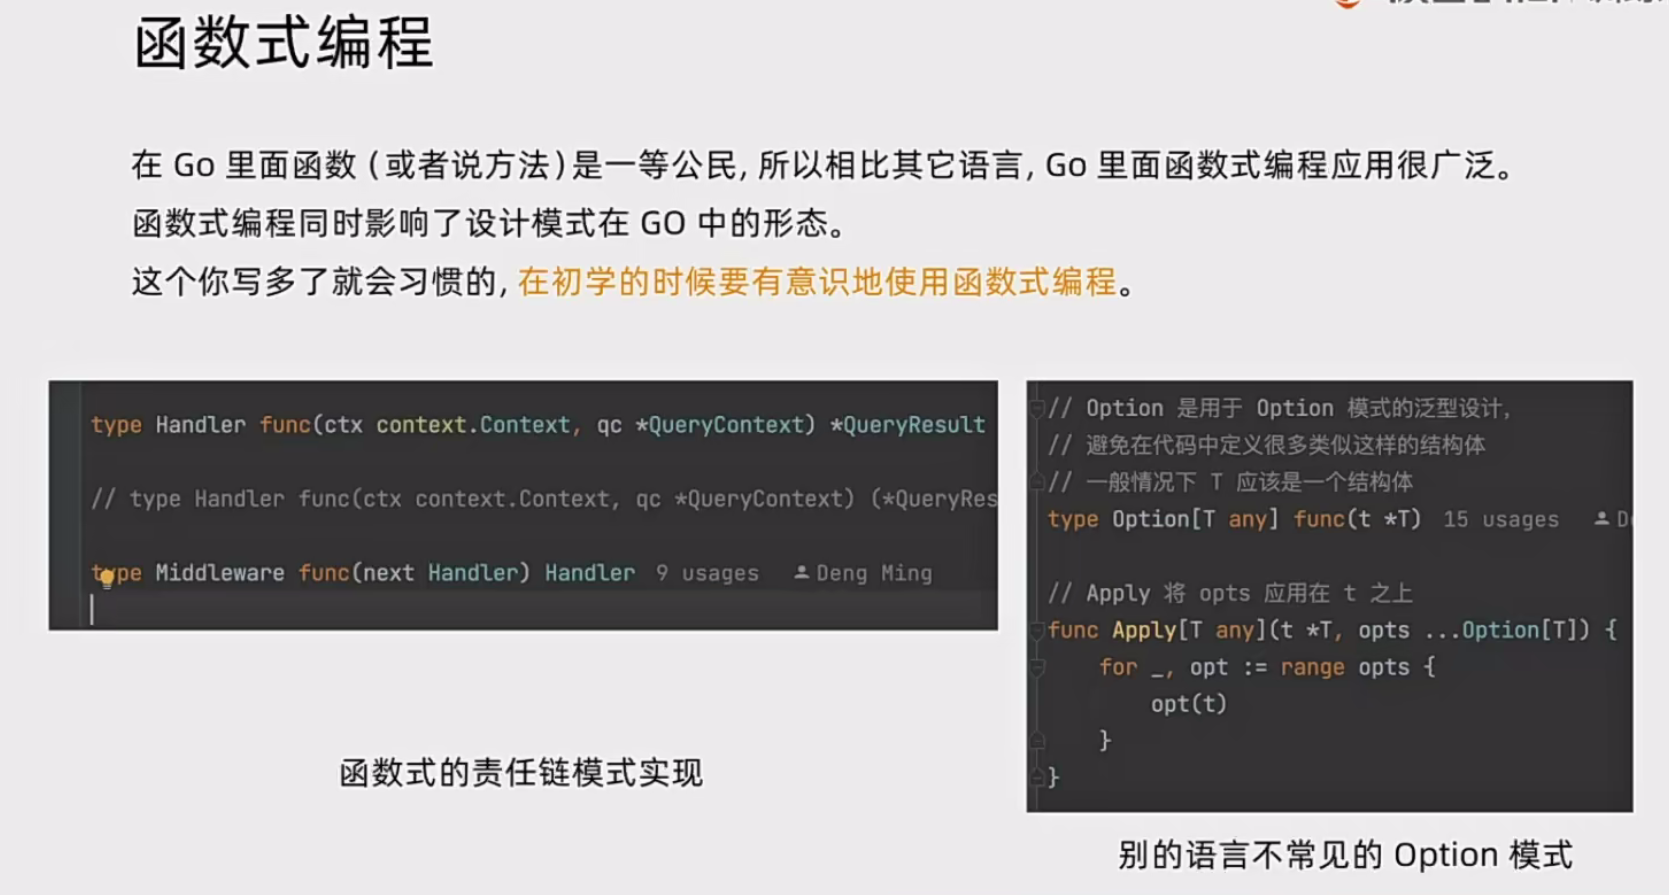 函数式编程
在 Go 里面函数（或者说方法）是一等公民，所以相比其它语言，Go 里面函数式编程应用很广泛。
函数式编程同时影响了设计模式在 GO 中的形态。
这个你写多了就会习惯的，在初学的时候要有意识地使用函数式编程。
type Handler func(ctx context.Context, qc *QueryContext) *QueryResult
// type Handler func(ctx context.Context, qc *QueryContext) (*QueryRes
type Middleware func(next Handler) Handler 9 usages Deng Ming
函数式的责任链模式实现
// Option 是用于 Option 模式的泛型设计，
// 避免在代码中定义很多类似这样的结构体
// 一般情况下 T 应该是一个结构体
type Option[T any] func(t *T) 15 usages
// Apply 将 opts 应用在 t 之上
func Apply[T any](t *T, opts ...Option[T]) {
for _, opt := range opts {
opt(t)
}
}
别的语言不常见的 Option 模式